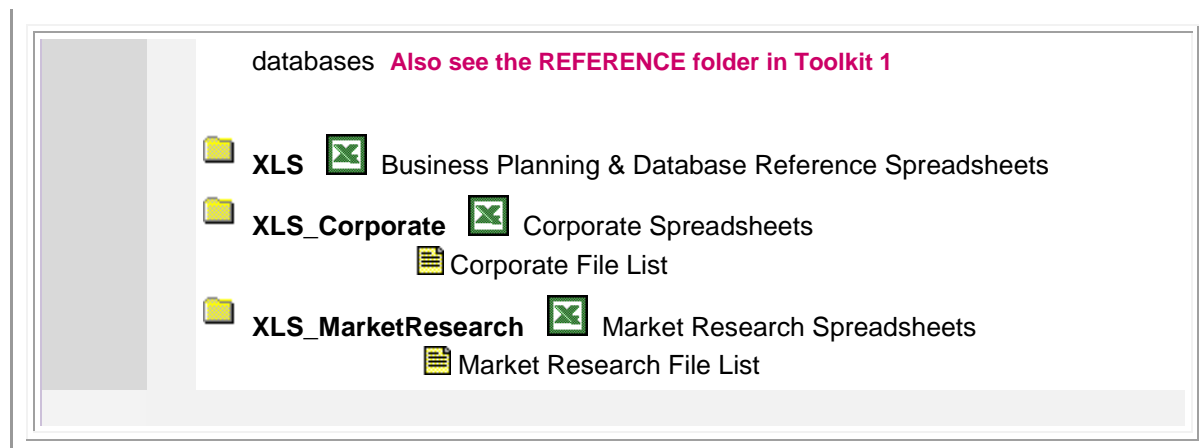 databases Also see the REFERENCE folder in Toolkit 1
XLS Business Planning & Database Reference Spreadsheets
XLS_Corporate Corporate Spreadsheets
Corporate File List
XLS_MarketResearch Market Research Spreadsheets
Market Research File List